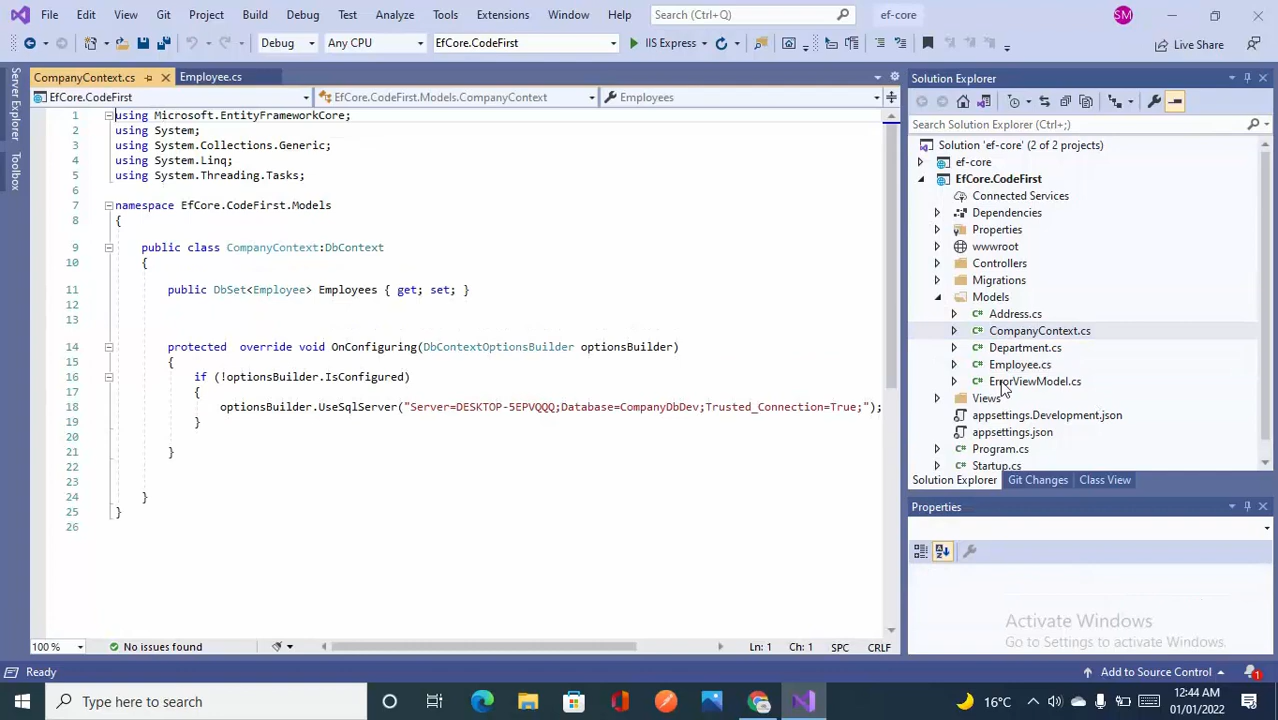 File Edit View Git Project Build Debug Test Analyze Tools Extensions Window Help Search (Ctrl+Q) ef-core SM
Debug Any CPU EfCore.CodeFirst IIS Express Live Share
Server Explorer
Toolbox
CompanyContext.cs Employee.cs
EfCore.CodeFirst EfCore.CodeFirst.Models.CompanyContext Employees
1 using Microsoft.EntityFrameworkCore;
2 using System;
3 using System.Collections.Generic;
4 using System.Linq;
5 using System.Threading.Tasks;
6
7 namespace EfCore.CodeFirst.Models
8 {
9 public class CompanyContext:DbContext
10 {
11 public DbSet<Employee> Employees { get; set; }
12
13
14 protected  override void OnConfiguring(DbContextOptionsBuilder optionsBuilder)
15 {
16 if (!optionsBuilder.IsConfigured)
17 {
18 optionsBuilder.UseSqlServer("Server=DESKTOP-5EPVQQQ;Database=CompanyDbDev;Trusted_Connection=True;");
19 }
20
21 }
22
23
24 }
25 }
26
100 % No issues found Ln: 1 Ch: 1 SPC CRLF
Solution Explorer
Search Solution Explorer (Ctrl+;)
Solution 'ef-core' (2 of 2 projects)
ef-core
EfCore.CodeFirst
Connected Services
Dependencies
Properties
wwwroot
Controllers
Migrations
Models
Address.cs
CompanyContext.cs
Department.cs
Employee.cs
ErrorViewModel.cs
Views
appsettings.Development.json
appsettings.json
Program.cs
Startup.cs
Solution Explorer Git Changes Class View
Properties
Activate Windows
Go to Settings to activate Windows.
Ready Add to Source Control 1
Type here to search 16°C 12:44 AM
01/01/2022